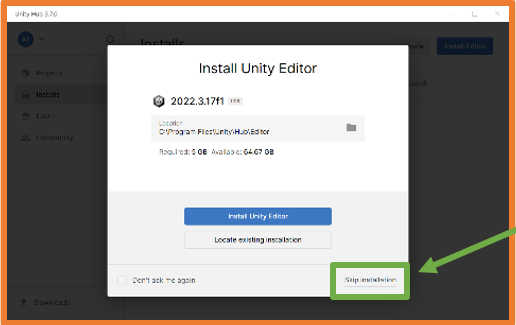 Unity Hub 3.7.0
Installs
Install Editor
Projects
Installs
Learn
Community
Install Unity Editor
2022.3.17f1 LTS
Location
C:\Program Files\Unity\Hub\Editor
Required: 5 GB Available: 64.67 GB
Install Unity Editor
Locate existing installation
Don't ask me again
Skip installation
Downloads